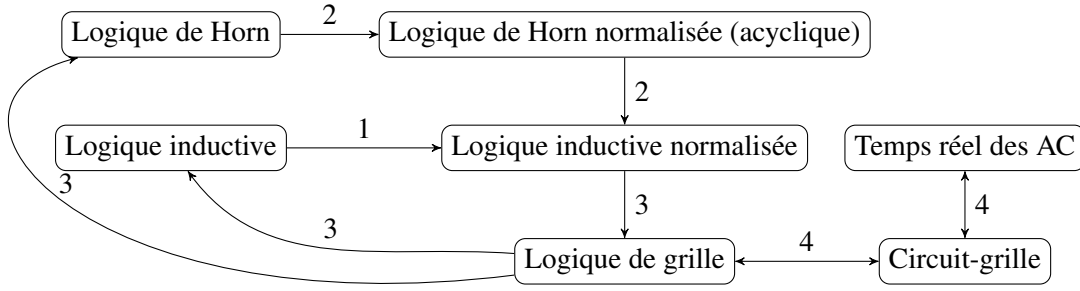 Logique de Horn
2
Logique de Horn normalisée (acyclique)
2
Logique inductive
1
Logique inductive normalisée
Temps réel des AC
3
3
3
4
Logique de grille
4
Circuit-grille